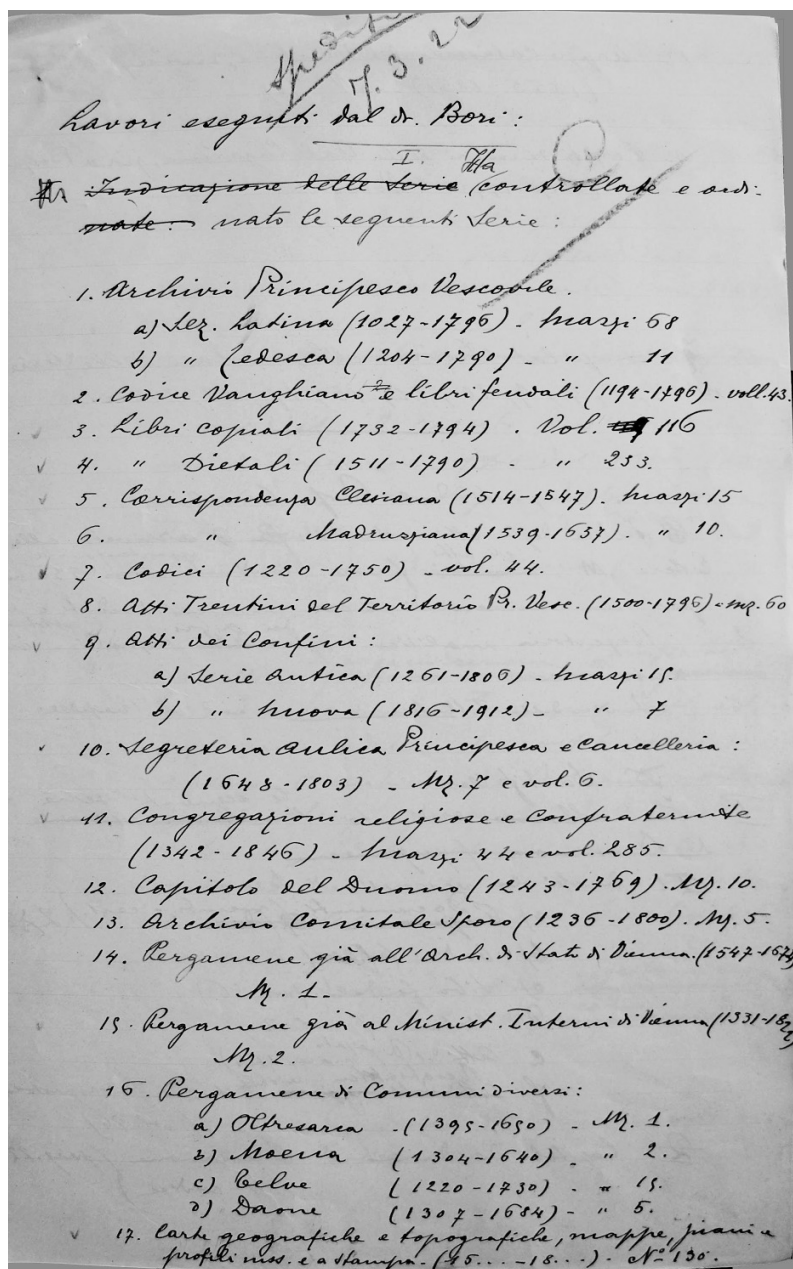 Spedito
7.3.22
Lavori eseguiti dal dr. Bori:
I.
Ha
Indicazione delle Serie controllate e ordi-
nate: nato le seguenti Serie:
1. Archivio Principesco Vescovile.
a) Sez. Latina (1027-1796) - Mazzi 68
b) " Tedesca (1204-1790) - " 11
2. Codice Vanghiano e libri feudali (1194-1796) - voll. 43.
3. Libri copiali (1732-1794) . Vol. 116
4. " Dietali (1511-1790) - " 233.
5. Corrispondenza Clesiana (1514-1547). Mazzi 15
6. " Madruzziana (1539-1657). " 10.
7. Codici (1220-1750) - vol. 44.
8. Atti Trentini del Territorio Pr. Vesc. (1500-1796) - mz. 60
9. Atti dei Confini:
a) Serie antica (1261-1806) - Mazzi 15.
b) " nuova (1816-1912) - " 7
10. Segreteria Aulica Principesca e Cancelleria:
(1648-1803) - Mz. 7 e vol. 6.
11. Congregazioni religiose e Confraternite
(1342-1846) - Mazzi 44 e vol. 285.
12. Capitolo del Duomo (1243-1769). Mz. 10.
13. Archivio Comitale Sporo (1236-1800). Mz. 5.
14. Pergamene già all'Arch. di Stato di Vienna. (1547-1674)
Mz. 1.-
15. Pergamene già al Minist. Interni di Vienna (1331-18
Mz. 2.
16. Pergamene di Comuni diversi:
a) Oltresarca - (1395-1650) - Mz. 1.
b) Moena (1304-1640) - " 2.
c) Telve (1220-1730) - " 15.
d) Daone (1307-1684) - " 5.
17. Carte geografiche e topografiche, mappe, piani e
profili mss. e a stampa. (15... - 18...) . No 130.